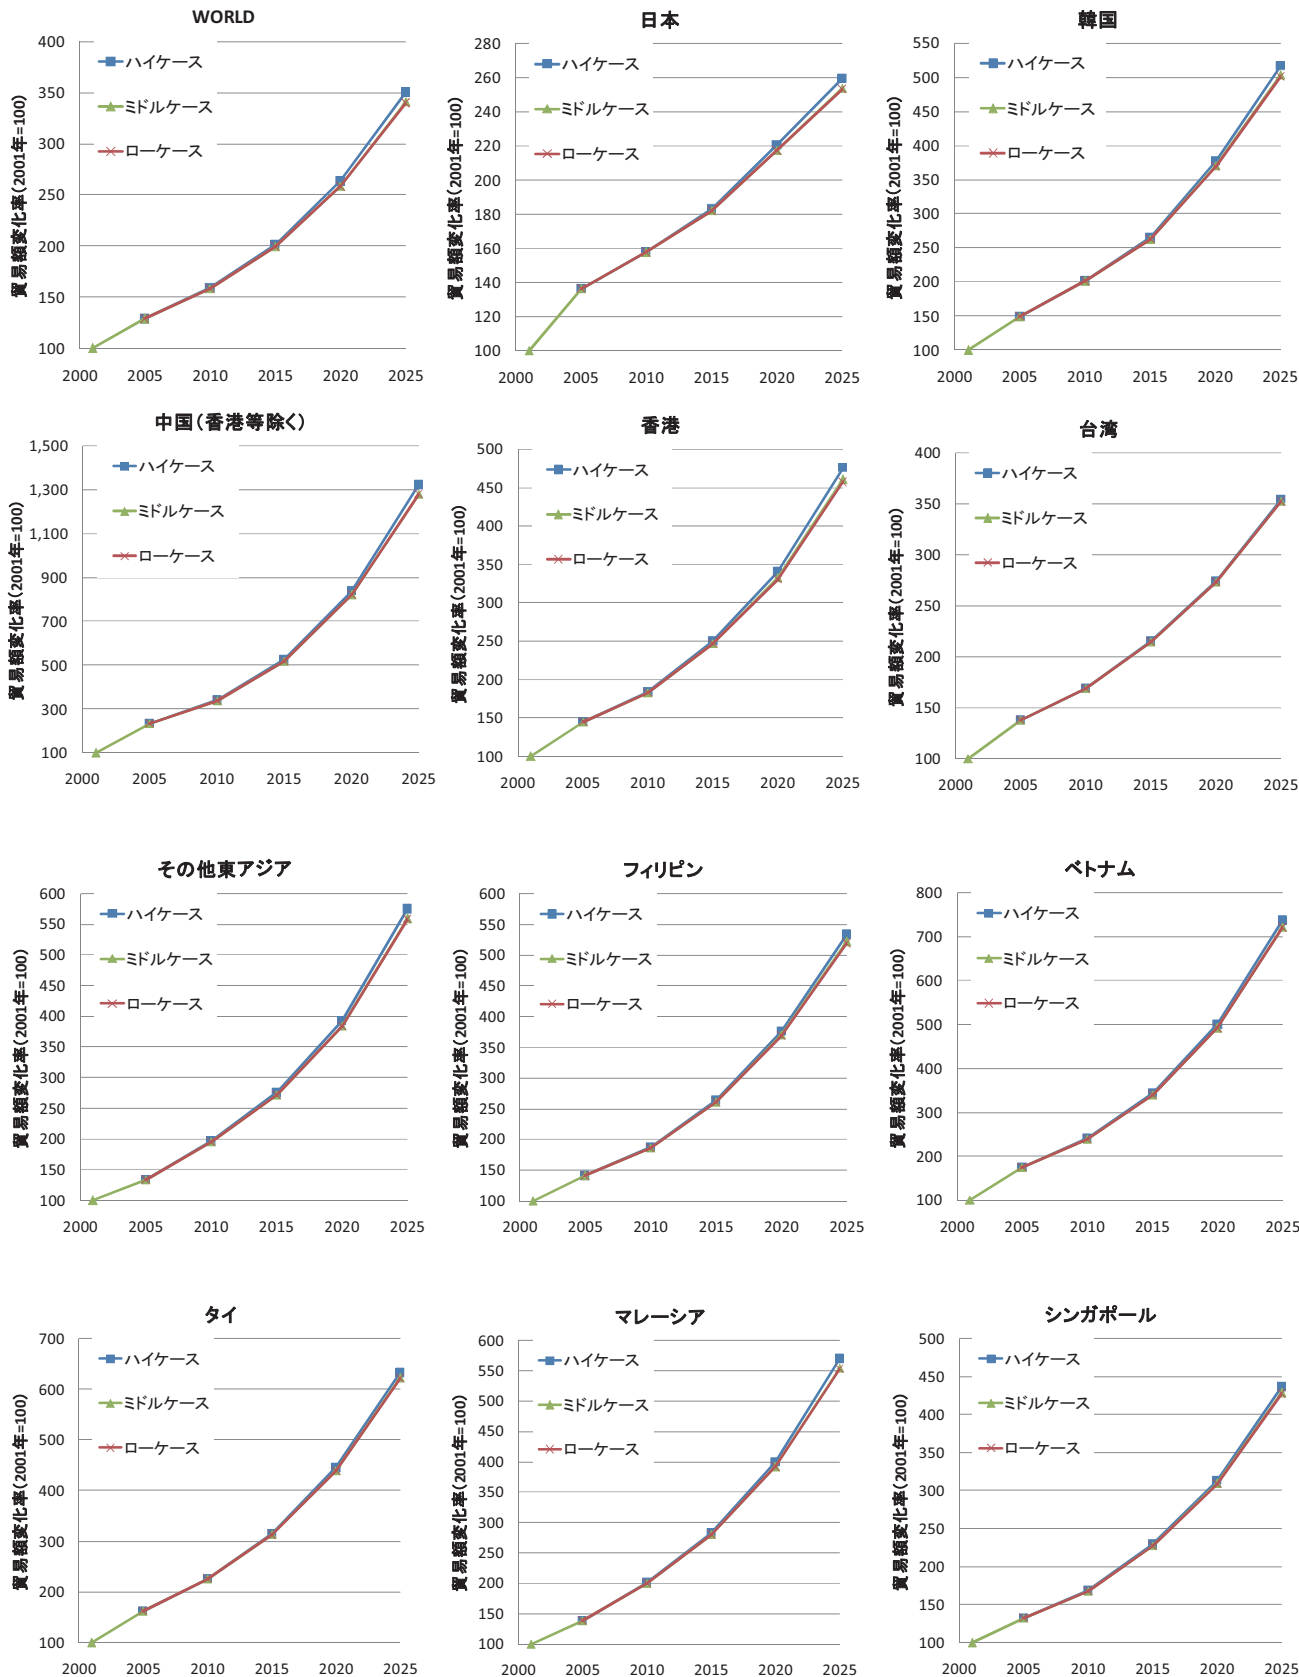 WORLD
貿易額変化率(2001年=100)
400
350
300
250
200
150
100
2000 2005 2010 2015 2020 2025
ハイケース
ミドルケース
ローケース
日本
貿易額変化率(2001年=100)
280
260
240
220
200
180
160
140
120
100
2000 2005 2010 2015 2020 2025
ハイケース
ミドルケース
ローケース
韓国
貿易額変化率(2001年=100)
550
500
450
400
350
300
250
200
150
100
2000 2005 2010 2015 2020 2025
ハイケース
ミドルケース
ローケース
中国(香港等除く)
貿易額変化率(2001年=100)
1,500
1,300
1,100
900
700
500
300
100
2000 2005 2010 2015 2020 2025
ハイケース
ミドルケース
ローケース
香港
貿易額変化率(2001年=100)
500
450
400
350
300
250
200
150
100
2000 2005 2010 2015 2020 2025
ハイケース
ミドルケース
ローケース
台湾
貿易額変化率(2001年=100)
400
350
300
250
200
150
100
2000 2005 2010 2015 2020 2025
ハイケース
ミドルケース
ローケース
その他東アジア
貿易額変化率(2001年=100)
600
550
500
450
400
350
300
250
200
150
100
2000 2005 2010 2015 2020 2025
ハイケース
ミドルケース
ローケース
フィリピン
貿易額変化率(2001年=100)
600
550
500
450
400
350
300
250
200
150
100
2000 2005 2010 2015 2020 2025
ハイケース
ミドルケース
ローケース
ベトナム
貿易額変化率(2001年=100)
800
700
600
500
400
300
200
100
2000 2005 2010 2015 2020 2025
ハイケース
ミドルケース
ローケース
タイ
貿易額変化率(2001年=100)
700
600
500
400
300
200
100
2000 2005 2010 2015 2020 2025
ハイケース
ミドルケース
ローケース
マレーシア
貿易額変化率(2001年=100)
600
550
500
450
400
350
300
250
200
150
100
2000 2005 2010 2015 2020 2025
ハイケース
ミドルケース
ローケース
シンガポール
貿易額変化率(2001年=100)
500
450
400
350
300
250
200
150
100
2000 2005 2010 2015 2020 2025
ハイケース
ミドルケース
ローケース